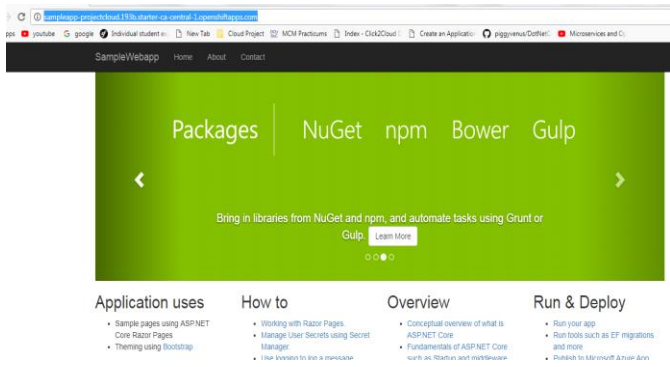 sampleapp-projectcloud.193b.starter-ca-central-1.openshiftapps.com
pps youtube google Individual student e New Tab Cloud Project MCM Practicums Index - Click2Cloud Create an Applicatio piggyvenus/DotNet Microservices and C
SampleWebapp Home About Contact
Packages NuGet npm Bower Gulp
Bring in libraries from NuGet and npm, and automate tasks using Grunt or
Gulp. Learn More
Application uses
Sample pages using ASP.NET
Core Razor Pages
Theming using Bootstrap
How to
Working with Razor Pages.
Manage User Secrets using Secret
Manager.
Use logging to log a message.
Overview
Conceptual overview of what is
ASP.NET Core
Fundamentals of ASP.NET Core
such as Startup and middleware.
Run & Deploy
Run your app
Run tools such as EF migrations
and more
Publish to Microsoft Azure App